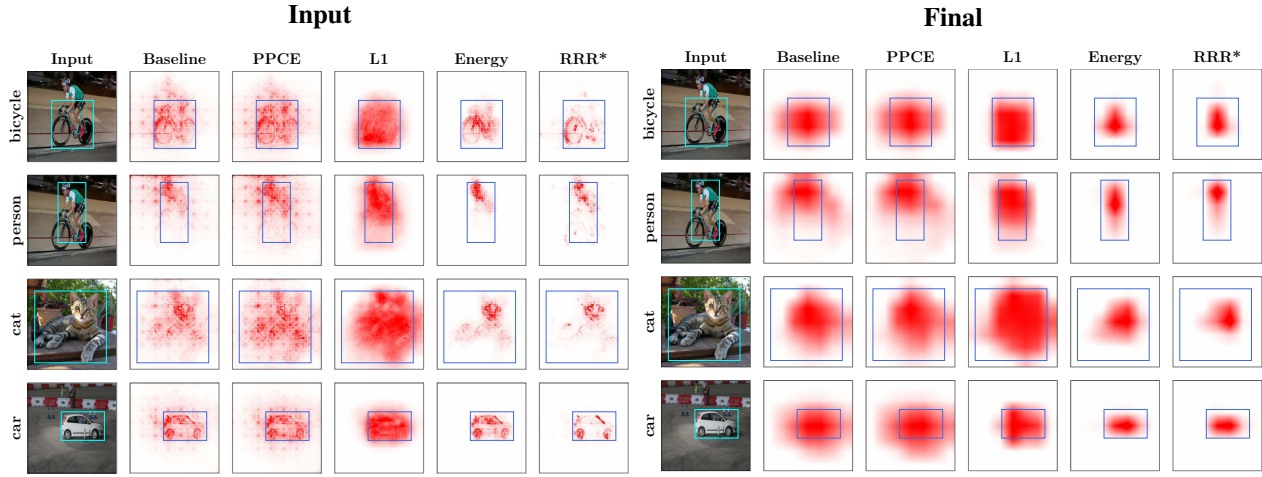 Input
Final
Input Baseline PPCE L1 Energy RRR*
Input Baseline PPCE L1 Energy RRR*
bicycle
bicycle
person
person
cat
cat
car
car